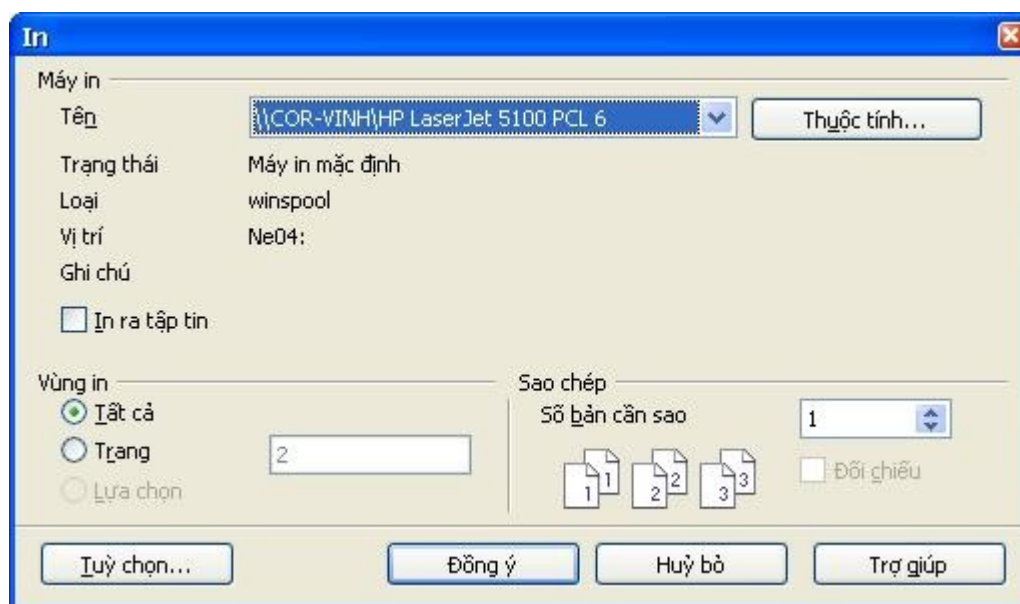 In
Máy in
Tên \\COR-VINH\HP LaserJet 5100 PCL 6 Thuộc tính...
Trạng thái Máy in mặc định
Loại winspool
Vị trí Ne04:
Ghi chú
In ra tập tin
Vùng in Sao chép
Tất cả Số bản cần sao 1
Trang 2
1 1 2 2 3 3 Đối chiếu
Lựa chọn
Tuỳ chọn... Đồng ý Huỷ bỏ Trợ giúp